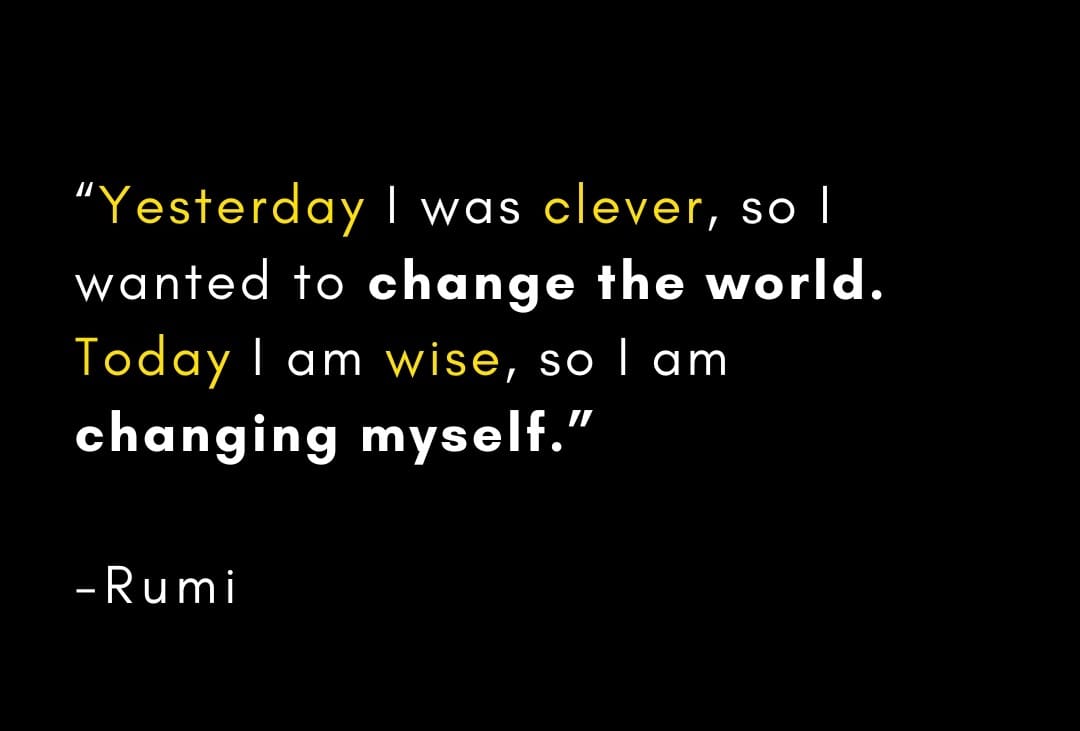 “Yesterday I was clever, so I
wanted to change the world.
Today I am wise, so I am
changing myself.”
–Rumi